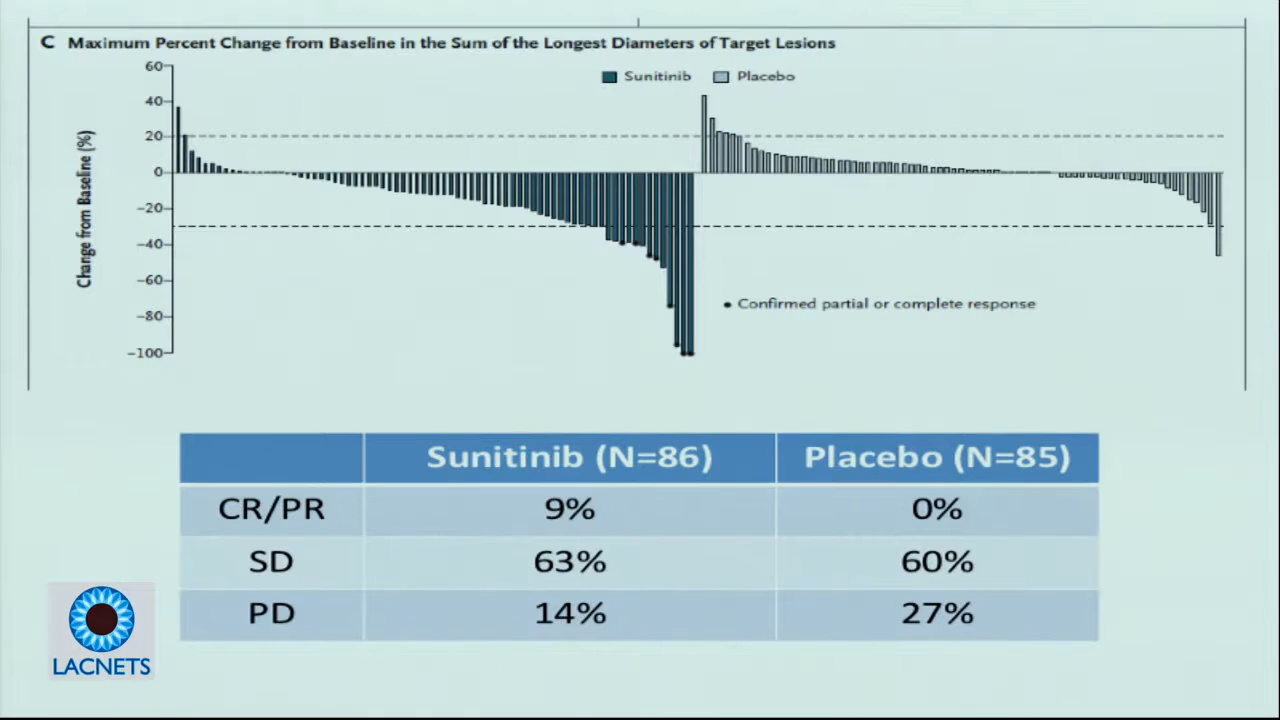 C Maximum Percent Change from Baseline in the Sum of the Longest Diameters of Target Lesions
Sunitinib Placebo
Change from Baseline (%)
60
40
20
0
−20
−40
−60
−80
−100
• Confirmed partial or complete response
Sunitinib (N=86) Placebo (N=85)
CR/PR 9% 0%
SD 63% 60%
PD 14% 27%
LACNETS